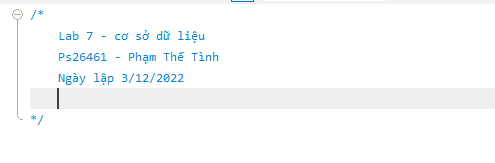 /*
Lab 7 - cơ sở dữ liệu
Ps26461 - Phạm Thế Tình
Ngày lập 3/12/2022
*/